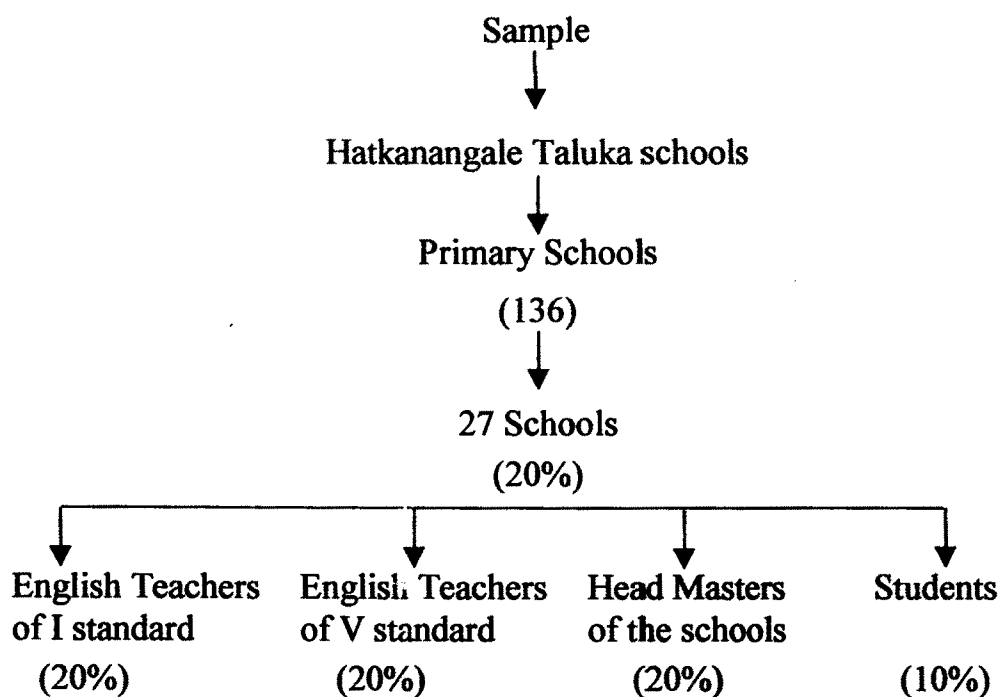 Sample
Hatkanangale Taluka schools
Primary Schools
(136)
27 Schools
(20%)
English Teachers
of I standard
(20%)
English Teachers
of V standard
(20%)
Head Masters
of the schools
(20%)
Students
(10%)